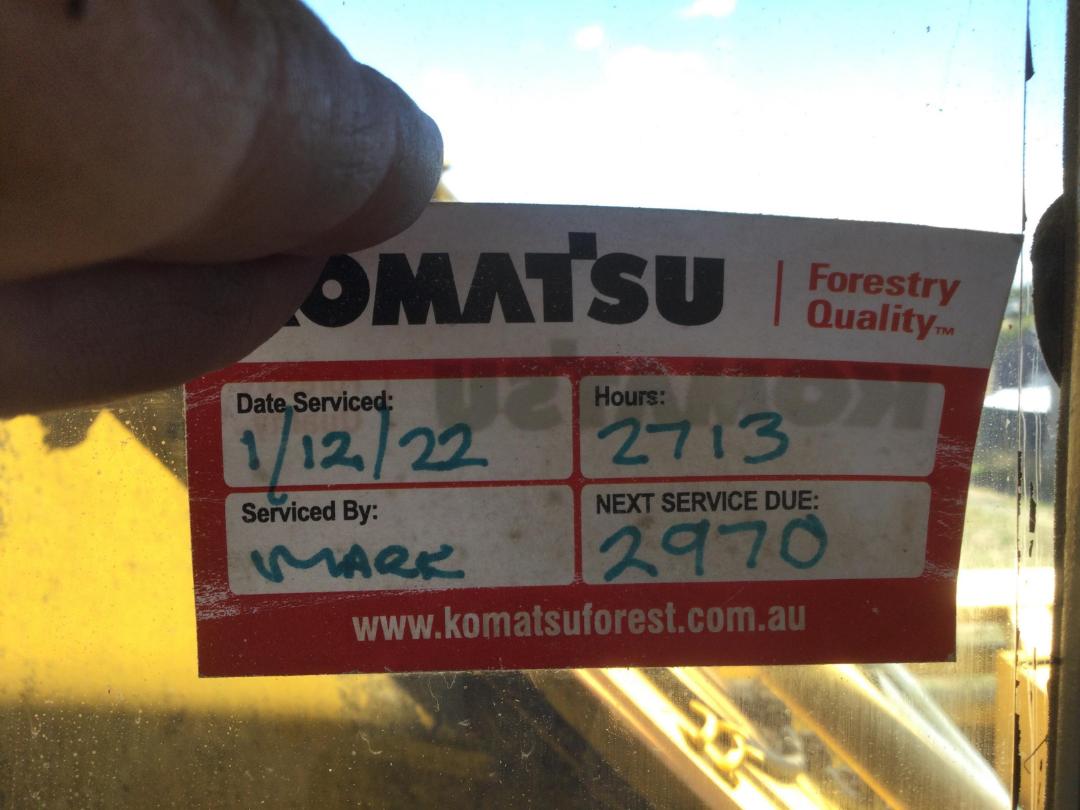 KOMATSU
Forestry
Quality™
Date Serviced:
1/12/22
Hours:
2713
Serviced By:
MARK
NEXT SERVICE DUE:
2970
www.komatsuforest.com.au